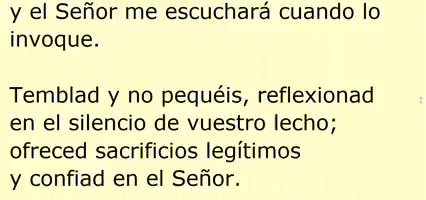 y el Señor me escuchará cuando lo
invoque.
Temblad y no pequéis, reflexionad
en el silencio de vuestro lecho;
ofreced sacrificios legítimos
y confiad en el Señor.